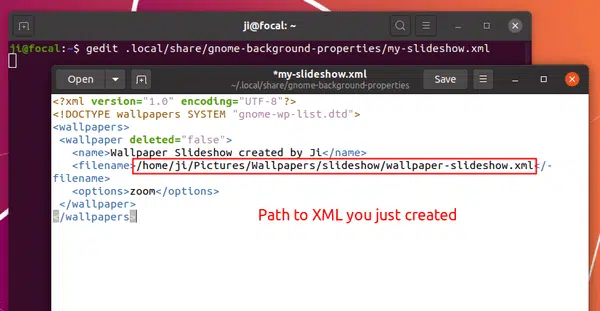 ji@focal: ~
ji@focal:~$ gedit .local/share/gnome-background-properties/my-slideshow.xml
Open
*my-slideshow.xml
~/.local/share/gnome-background-properties
Save
<?xml version="1.0" encoding="UTF-8"?>
<!DOCTYPE wallpapers SYSTEM "gnome-wp-list.dtd">
<wallpapers>
<wallpaper deleted="false">
<name>Wallpaper Slideshow created by Ji</name>
<filename>/home/ji/Pictures/Wallpapers/slideshow/wallpaper-slideshow.xml</-
filename>
<options>zoom</options>
</wallpaper>
</wallpapers>
Path to XML you just created